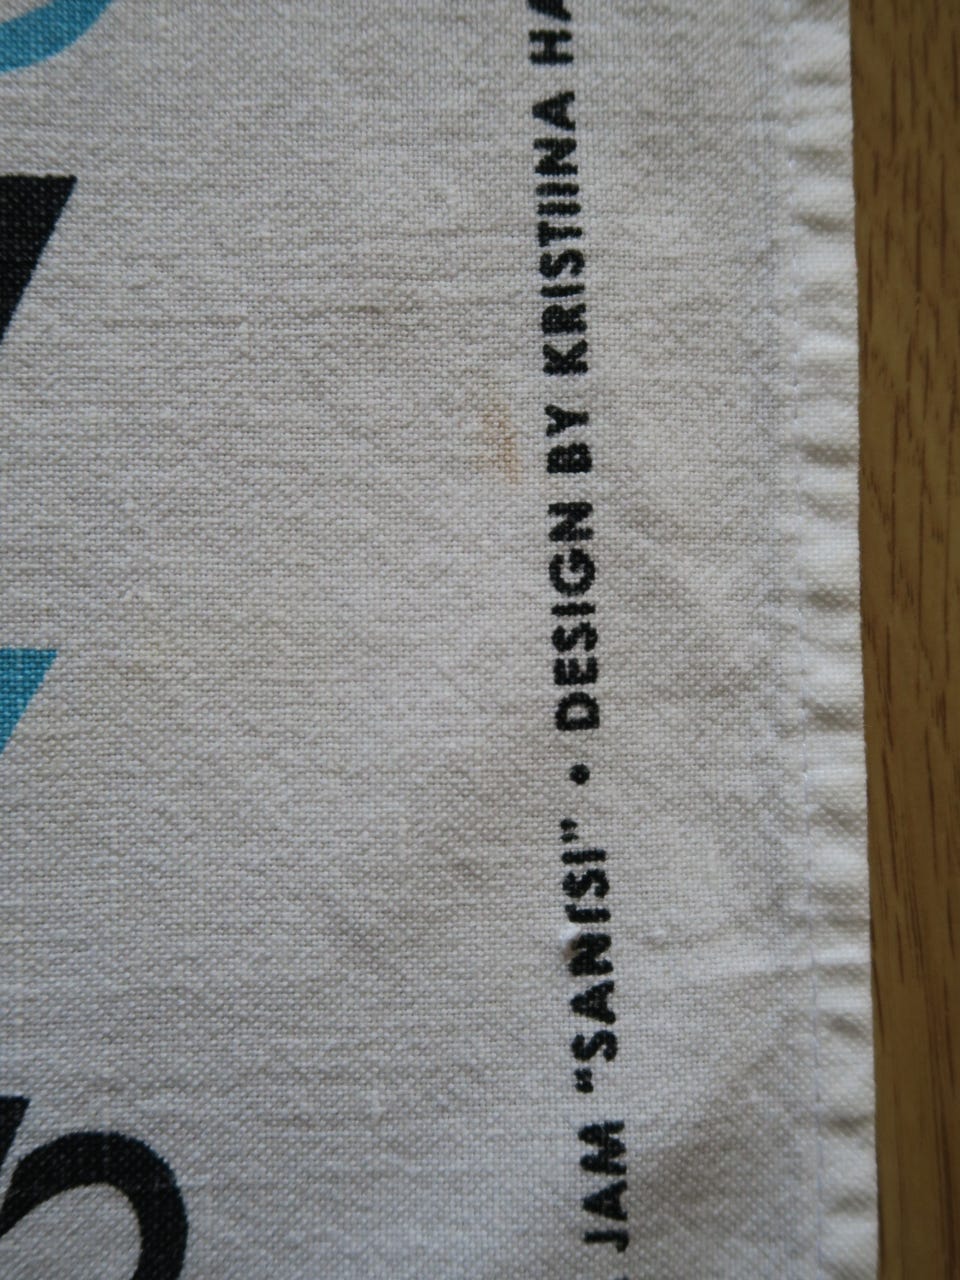 JAM “SANISI” • DESIGN BY KRISTIINA HA